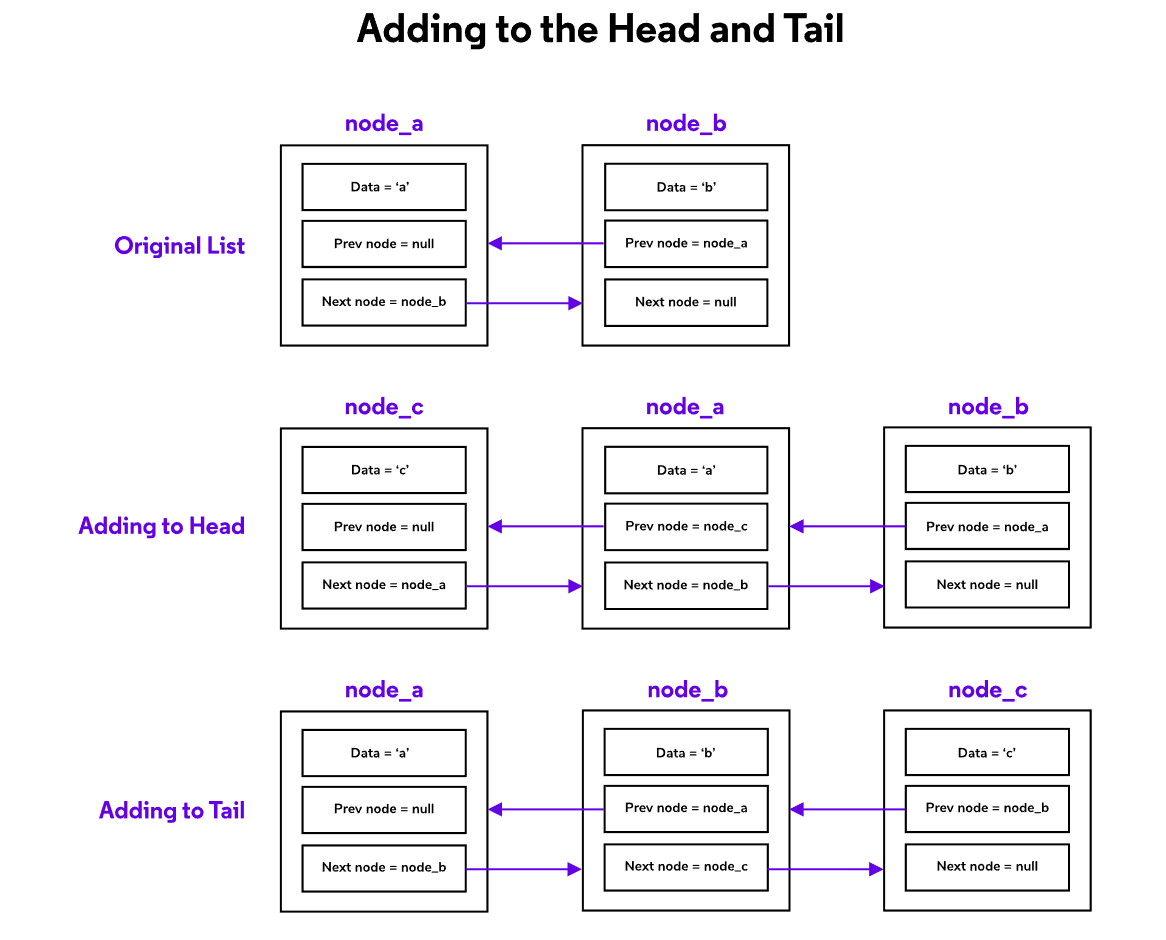 Adding to the Head and Tail
node_a
node_b
Original List
Data = ‘a’
Prev node = null
Next node = node_b
Data = ‘b’
Prev node = node_a
Next node = null
node_c
node_a
node_b
Adding to Head
Data = ‘c’
Prev node = null
Next node = node_a
Data = ‘a’
Prev node = node_c
Next node = node_b
Data = ‘b’
Prev node = node_a
Next node = null
node_a
node_b
node_c
Adding to Tail
Data = ‘a’
Prev node = null
Next node = node_b
Data = ‘b’
Prev node = node_a
Next node = node_c
Data = ‘c’
Prev node = node_b
Next node = null